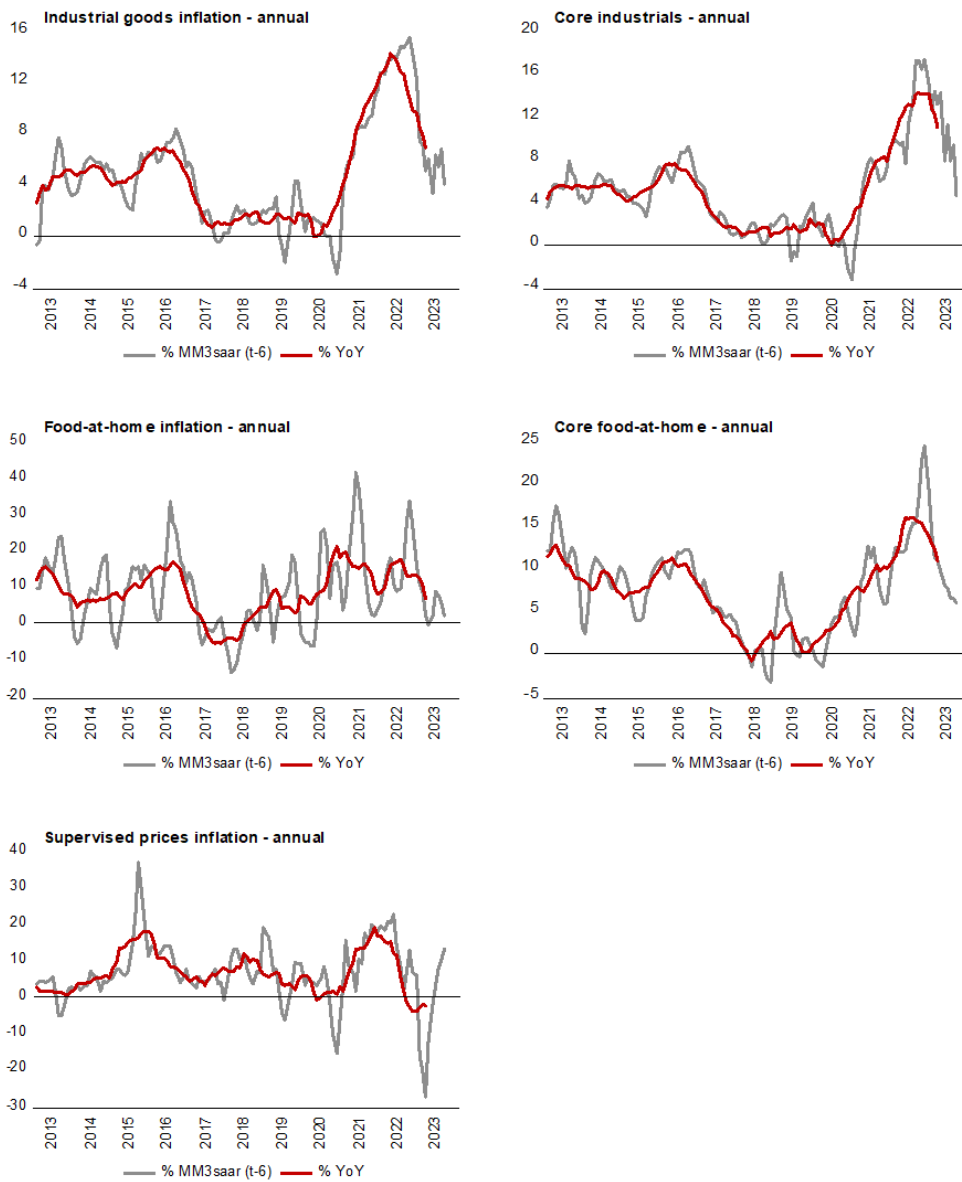 Industrial goods inflation - annual
16
12
8
4
0
-4
2013 2014 2015 2016 2017 2018 2019 2020 2021 2022 2023
% MM3saar (t-6) % YoY
Core industrials - annual
20
16
12
8
4
0
-4
2013 2014 2015 2016 2017 2018 2019 2020 2021 2022 2023
% MM3saar (t-6) % YoY
Food-at-home inflation - annual
50
40
30
20
10
0
-10
-20
2013 2014 2015 2016 2017 2018 2019 2020 2021 2022 2023
% MM3saar (t-6) % YoY
Core food-at-home - annual
25
20
15
10
5
0
-5
2013 2014 2015 2016 2017 2018 2019 2020 2021 2022 2023
% MM3saar (t-6) % YoY
Supervised prices inflation - annual
40
30
20
10
0
-10
-20
-30
2013 2014 2015 2016 2017 2018 2019 2020 2021 2022 2023
% MM3saar (t-6) % YoY